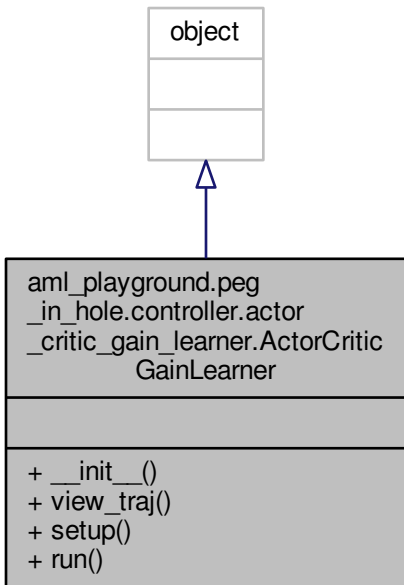 object
aml_playground.peg
_in_hole.controller.actor
_critic_gain_learner.ActorCritic
GainLearner
+ __init__()
+ view_traj()
+ setup()
+ run()